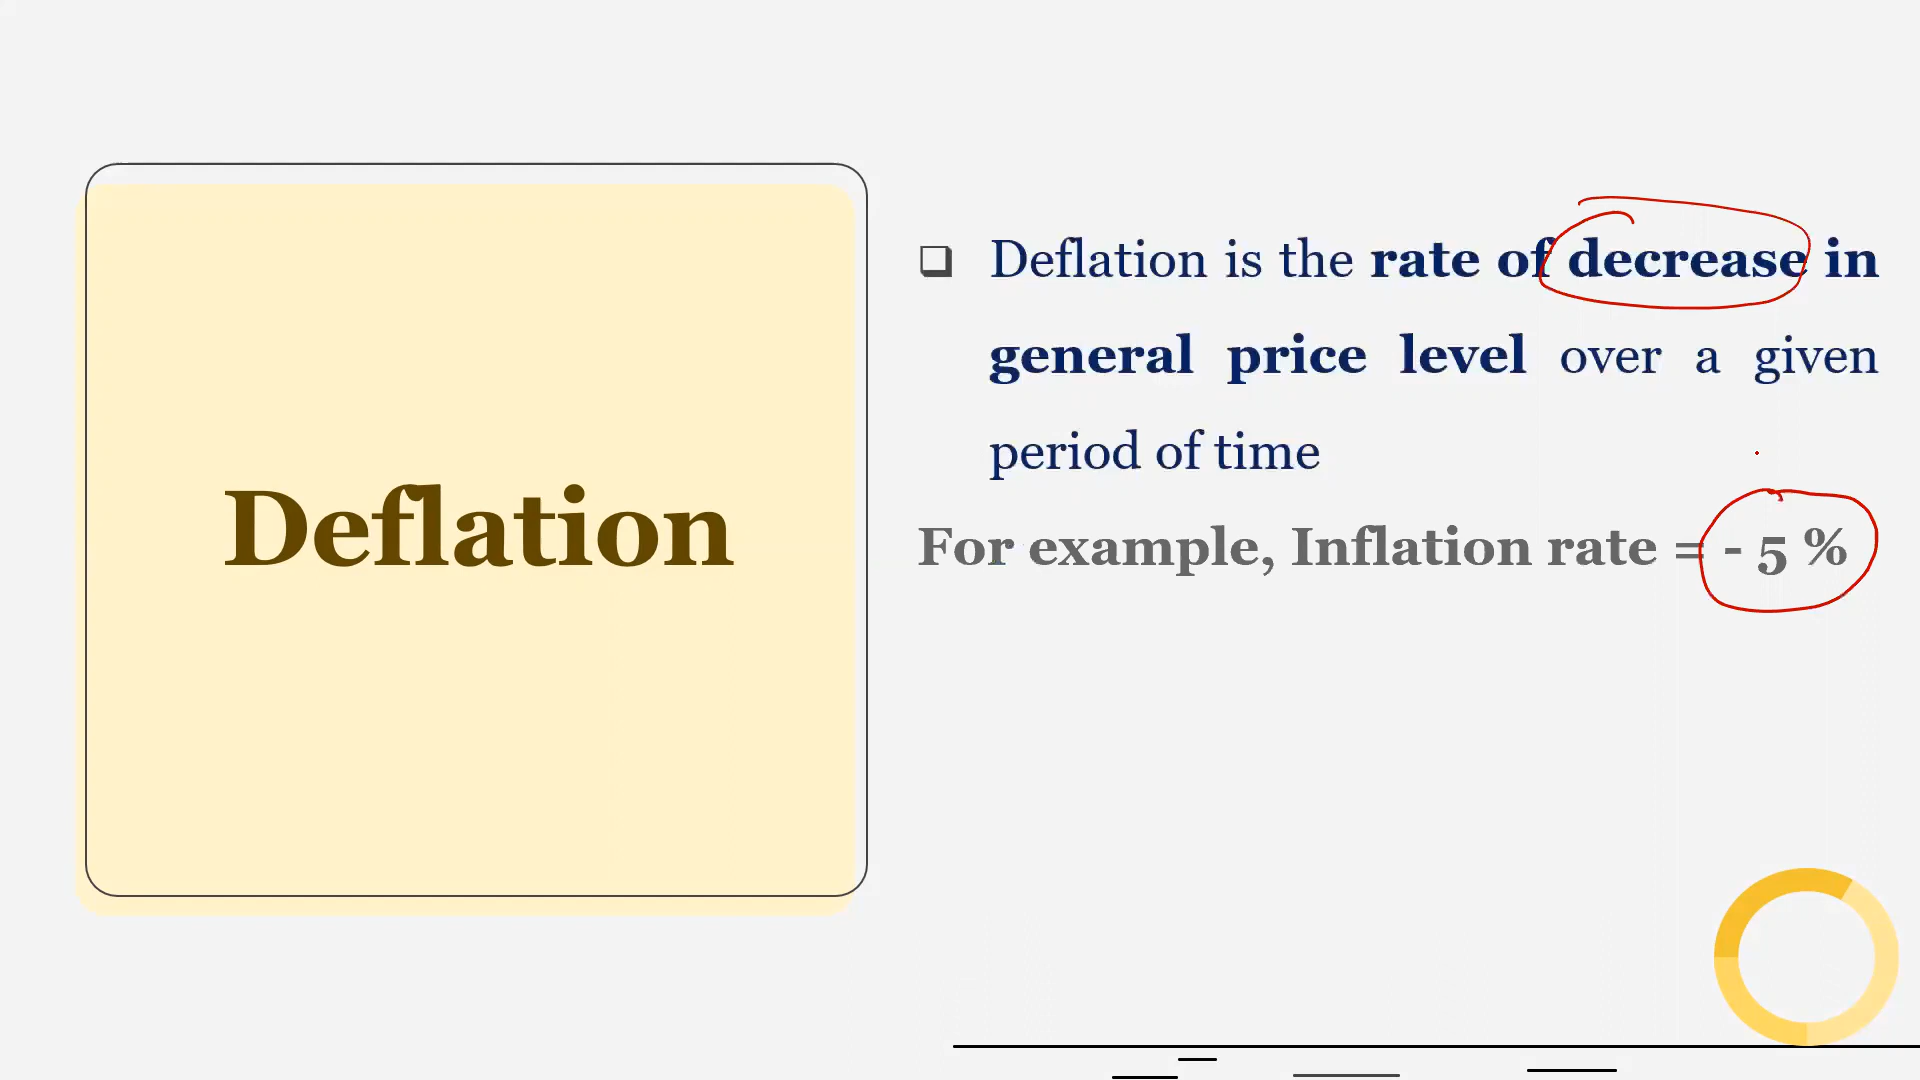 Deflation
Deflation is the rate of decrease in
general price level over a given
period of time
For example, Inflation rate = - 5 %